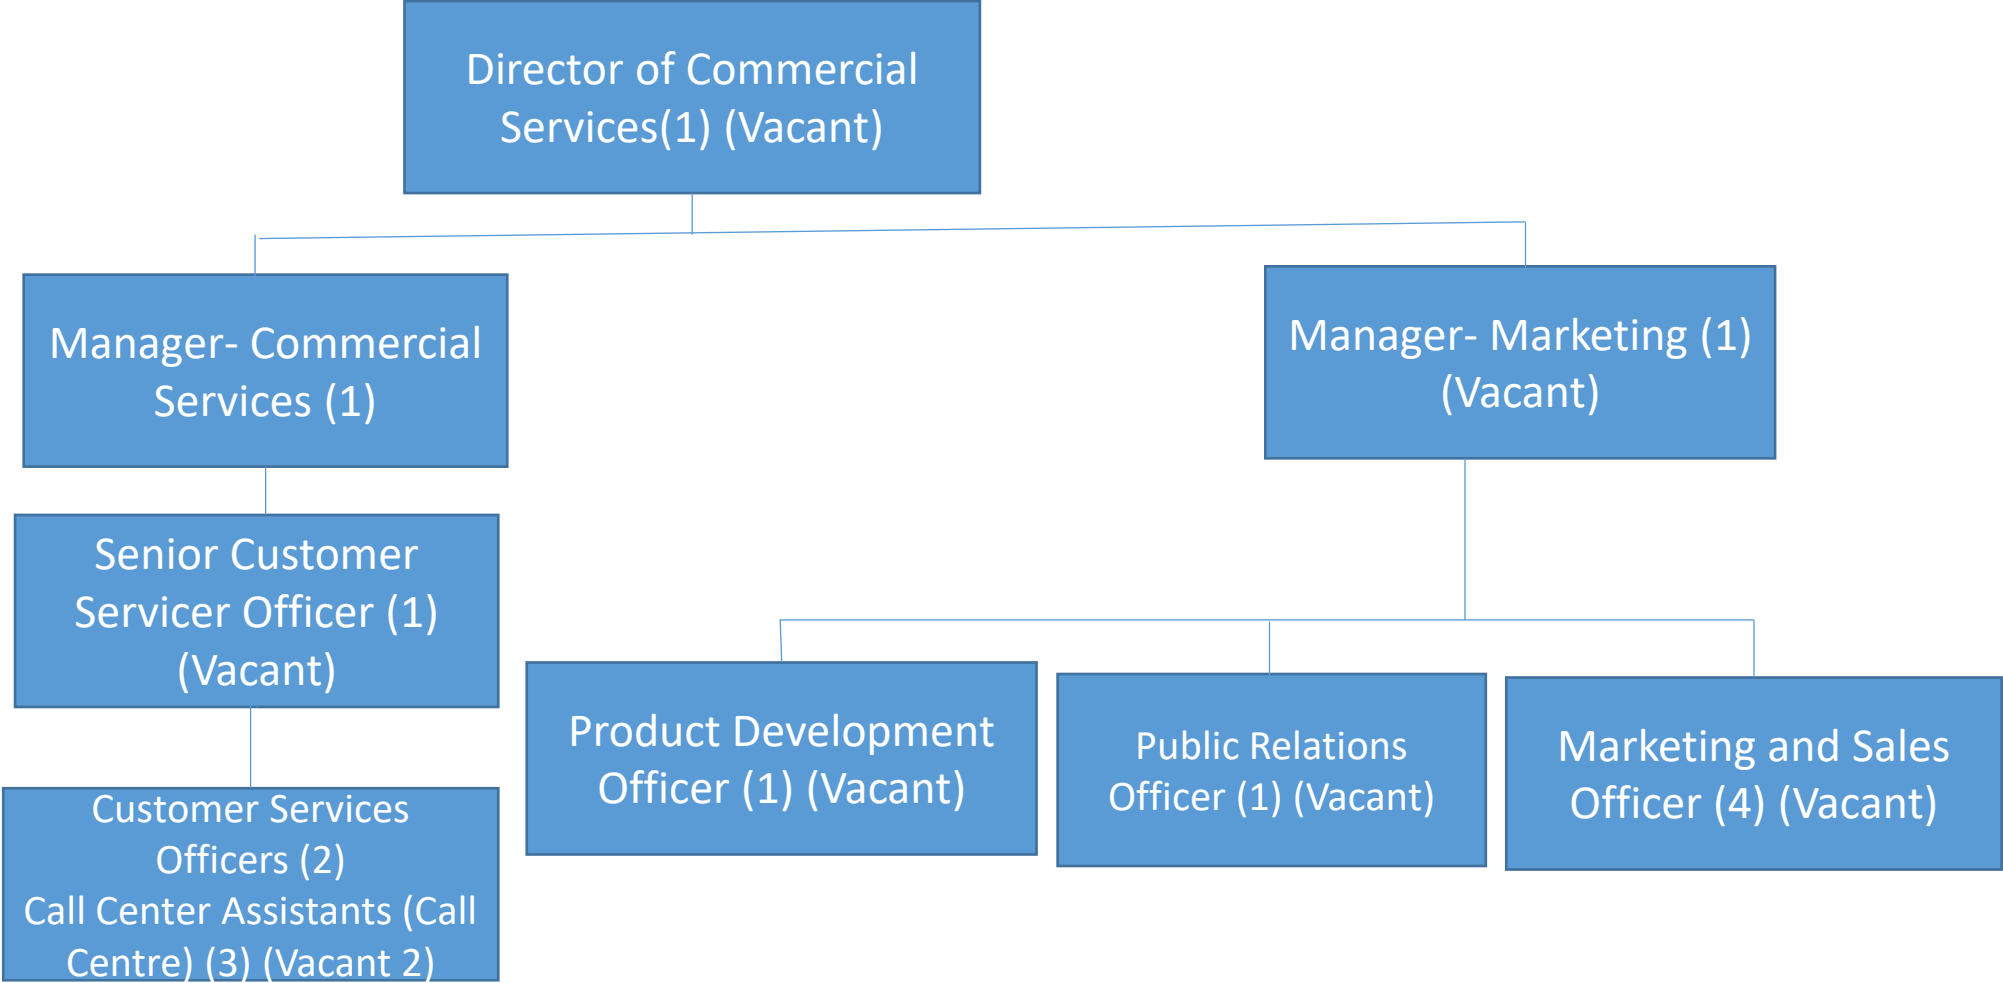 Director of Commercial
Services(1) (Vacant)
Manager- Commercial
Services (1)
Manager- Marketing (1)
(Vacant)
Senior Customer
Servicer Officer (1)
(Vacant)
Product Development
Officer (1) (Vacant)
Public Relations
Officer (1) (Vacant)
Marketing and Sales
Officer (4) (Vacant)
Customer Services
Officers (2)
Call Center Assistants (Call
Centre) (3) (Vacant 2)